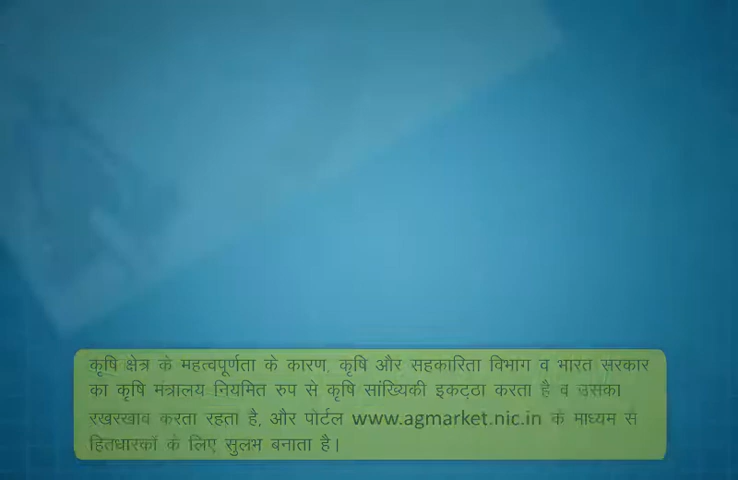 कृषि क्षेत्र के महत्वपूर्णता के कारण, कृषि और सहकारिता विभाग व भारत सरकार
का कृषि मंत्रालय नियमित रुप से कृषि सांख्यिकी इकट्ठा करता है व उसका
रखरखाव करता रहता है, और पोर्टल www.agmarket.nic.in के माध्यम से
हितधारकों के लिए सुलभ बनाता है।